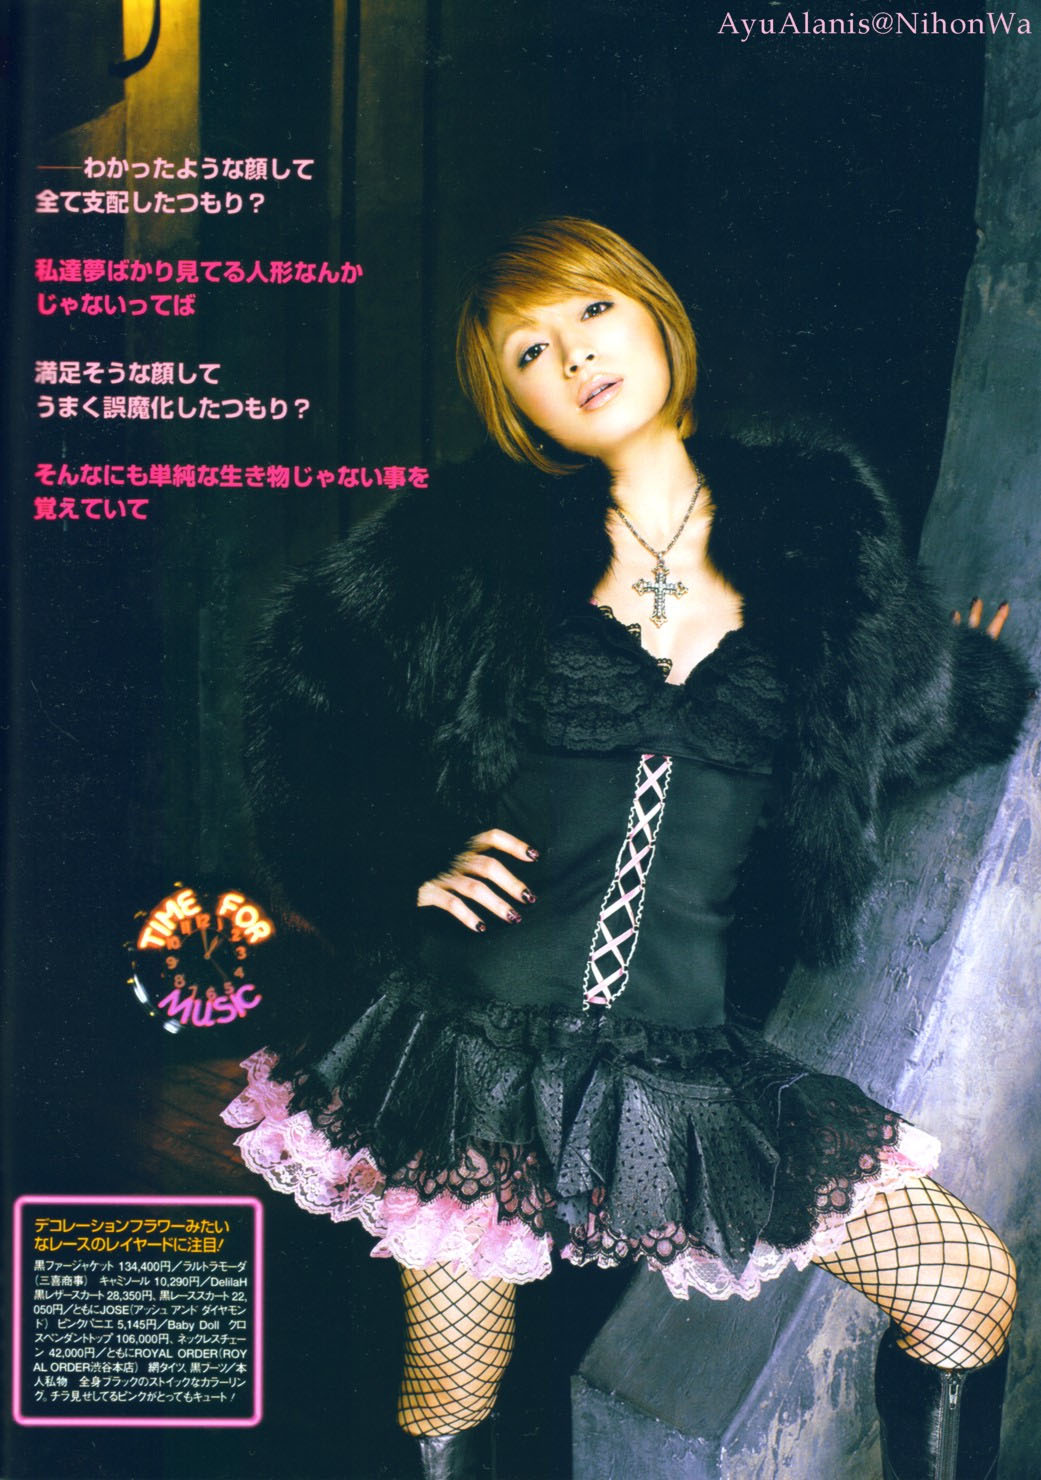 AyuAlanis@NihonWa
――わかったような顔して
全て支配したつもり？
私達夢ばかり見てる人形なんか
じゃないってば
満足そうな顔して
うまく誤魔化したつもり？
そんなにも単純な生き物じゃない事を
覚えていて
TIME FOR
11 12 1
10 2
9 3
8 4
7 6 5
MUSIC
デコレーションフラワーみたい
なレースのレイヤードに注目！
黒ファージャケット 134,400円／ラルトラモーダ
（三喜商事） キャミソール 10,290円／DelilaH
黒レザースカート 28,350円、黒レーススカート 22,
050円／ともにJOSE（アッシュ アンド ダイヤモン
ド） ピンクパニエ 5,145円／Baby Doll クロ
スペンダントトップ 106,000円、ネックレスチェー
ン 42,000円／ともにROYAL ORDER（ROY
AL ORDER渋谷本店） 網タイツ、黒ブーツ／本
人私物 全身ブラックのストイックなカラーリン
グ。チラ見せしてるピンクがとってもキュート！